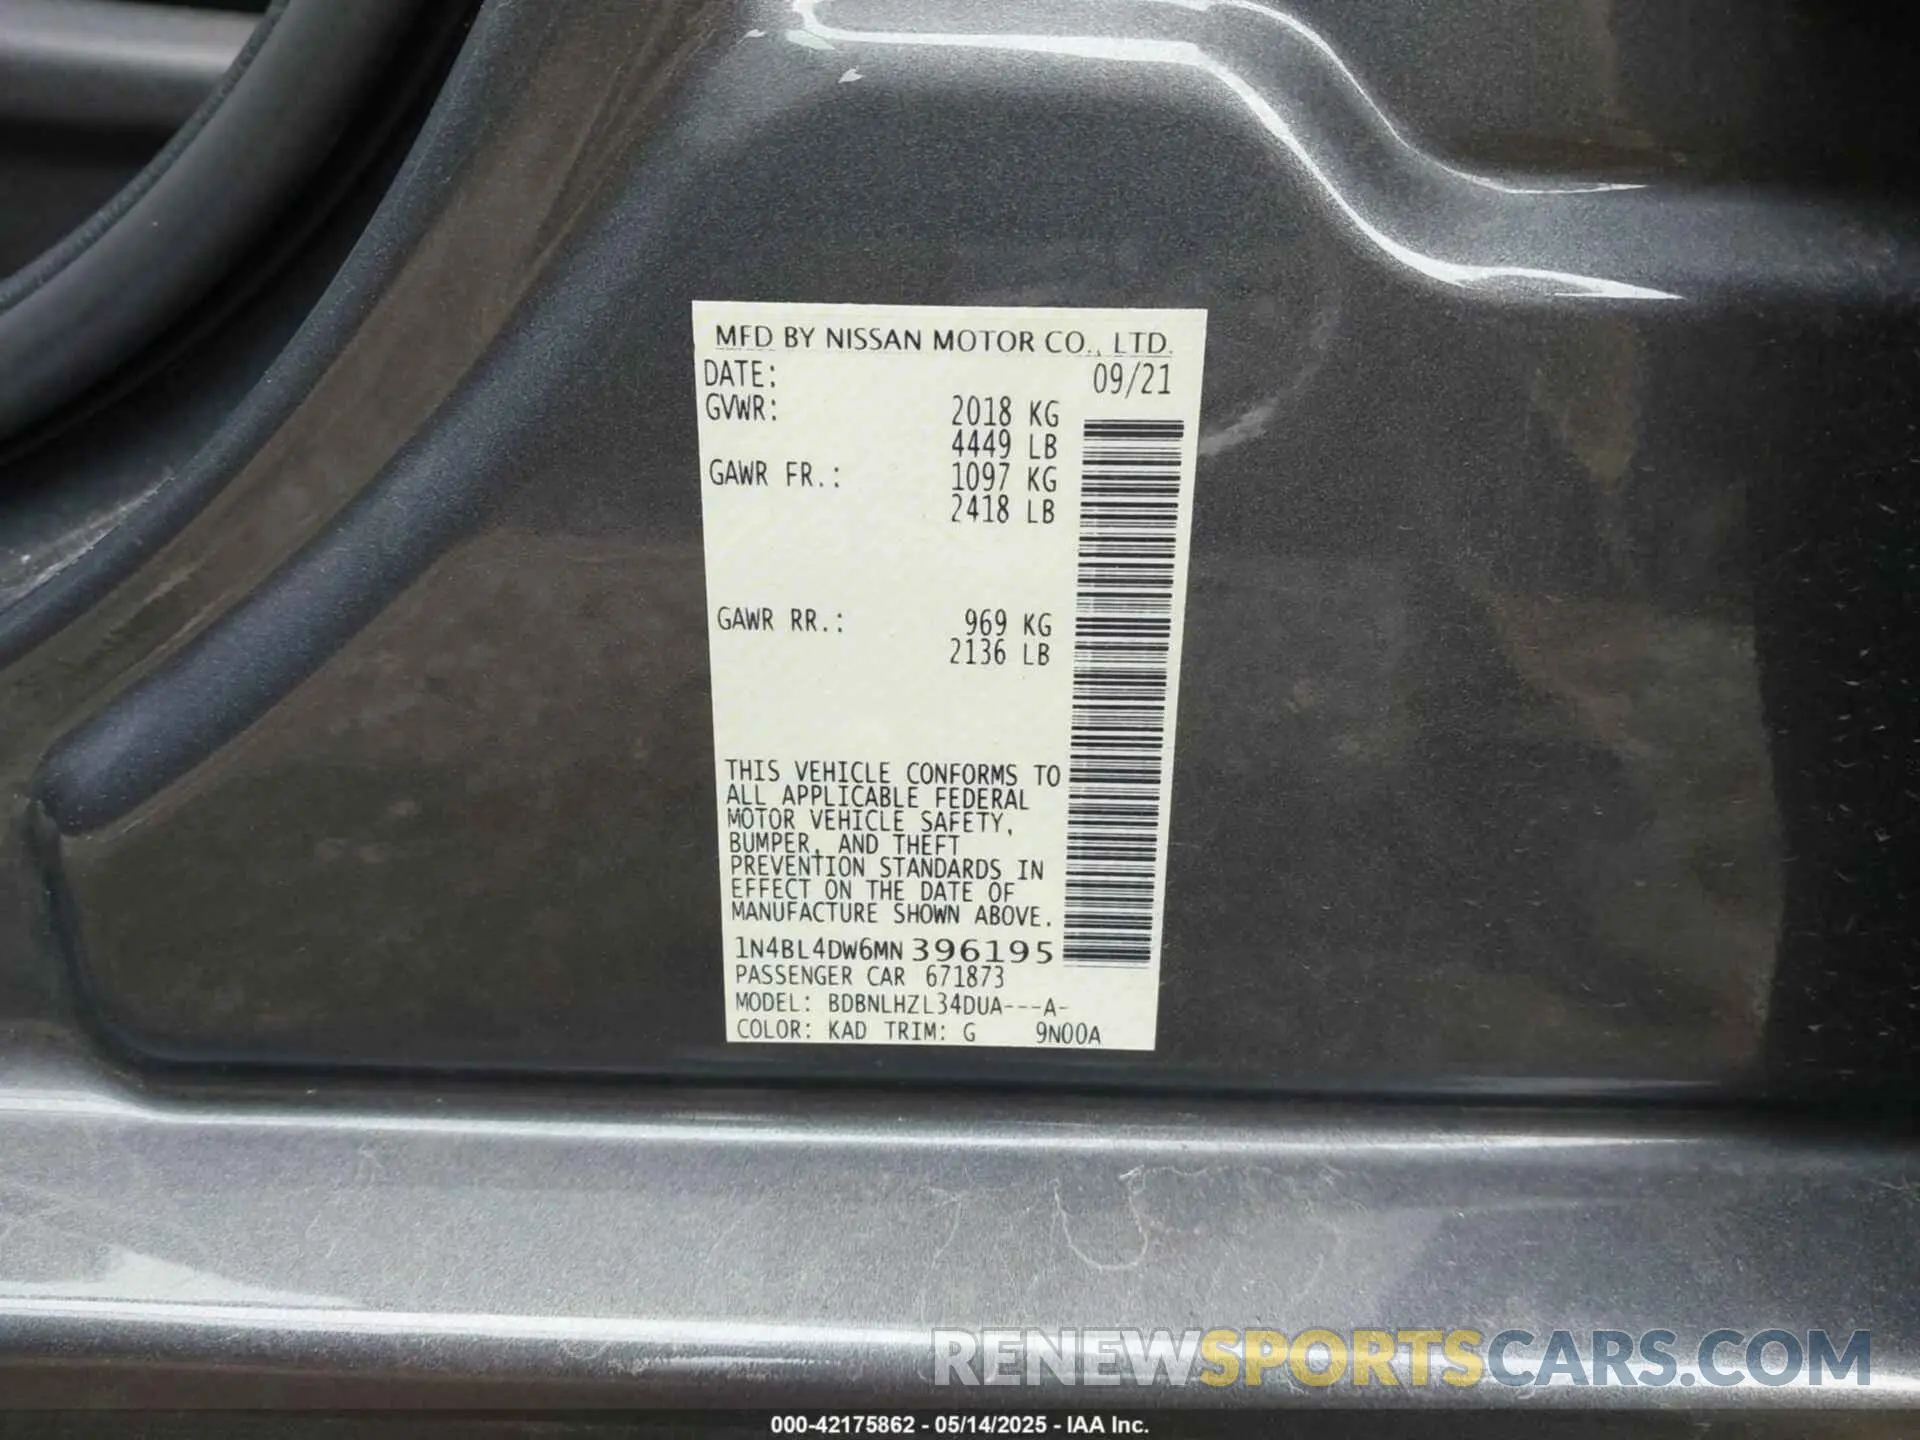 MFD BY NISSAN MOTOR CO., LTD.
DATE: 09/21
GVWR: 2018 KG
4449 LB
GAWR FR.: 1097 KG
2418 LB
GAWR RR.: 969 KG
2136 LB
THIS VEHICLE CONFORMS TO
ALL APPLICABLE FEDERAL
MOTOR VEHICLE SAFETY,
BUMPER, AND THEFT
PREVENTION STANDARDS IN
EFFECT ON THE DATE OF
MANUFACTURE SHOWN ABOVE.
1N4BL4DW6MN396195
PASSENGER CAR 671873
MODEL: BDBNLHZL34DUA---A-
COLOR: KAD TRIM: G 9N00A
RENEWSPORTSCARS.COM
000-42175862 - 05/14/2025 - IAA Inc.